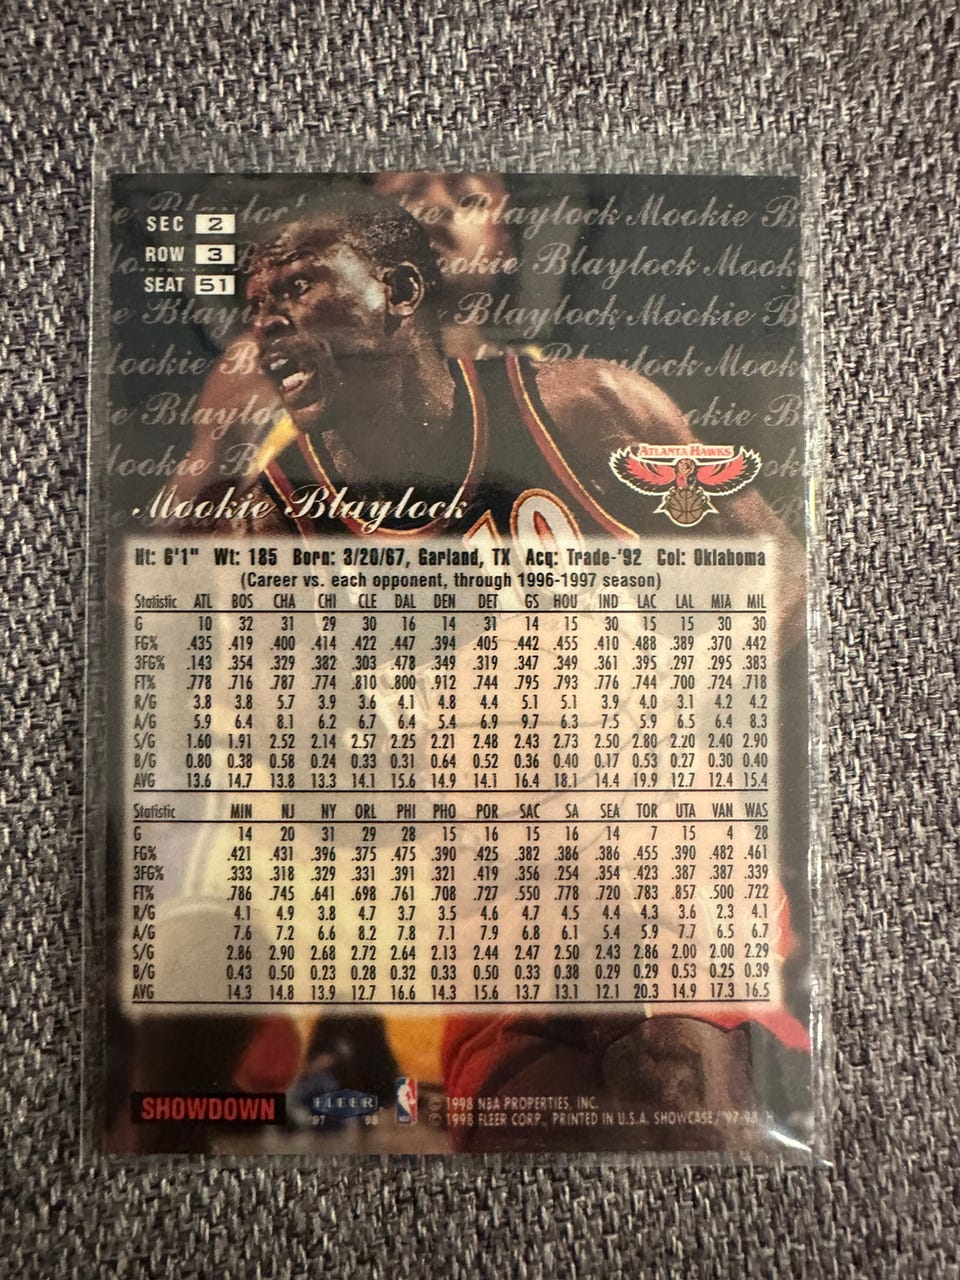 SEC 2
ROW 3
SEAT 51
Blaylock Mookie
Blaylock Mookie
Mookie Blaylock
ATLANTA HAWKS
10
Ht: 6'1" Wt: 185 Born: 3/20/67, Garland, TX Acq: Trade-'92 Col: Oklahoma
(Career vs. each opponent, through 1996-1997 season)
Statistic ATL BOS CHA CHI CLE DAL DEN DET GS HOU IND LAC LAL MIA MIL
G 10 32 31 29 30 16 14 31 14 15 30 15 15 30 30
FG% .435 .419 .400 .414 .422 .447 .394 .405 .442 .455 .410 .488 .389 .370 .442
3FG% .143 .354 .329 .382 .303 .478 .349 .319 .347 .349 .361 .395 .297 .295 .383
FT% .778 .716 .787 .774 .810 .800 .912 .744 .795 .793 .776 .744 .700 .724 .718
R/G 3.8 3.8 5.7 3.9 3.6 4.1 4.8 4.4 5.1 5.1 3.9 4.0 3.1 4.2 4.2
A/G 5.9 6.4 8.1 6.2 6.7 6.4 5.4 6.9 9.7 6.3 7.5 5.9 6.5 6.4 8.3
S/G 1.60 1.91 2.52 2.14 2.57 2.25 2.21 2.48 2.43 2.73 2.50 2.80 2.20 2.40 2.90
B/G 0.80 0.38 0.58 0.24 0.33 0.31 0.64 0.52 0.36 0.40 0.17 0.53 0.27 0.30 0.40
AVG 13.6 14.7 13.8 13.3 14.1 15.6 14.9 14.1 16.4 18.1 14.4 19.9 12.7 12.4 15.4
Statistic MIN NJ NY ORL PHI PHO POR SAC SA SEA TOR UTA VAN WAS
G 14 20 31 29 28 15 16 15 16 14 7 15 4 28
FG% .421 .431 .396 .375 .475 .390 .425 .382 .386 .386 .455 .390 .482 .461
3FG% .333 .318 .329 .331 .391 .321 .419 .356 .254 .354 .423 .387 .387 .339
FT% .786 .745 .641 .698 .761 .708 .727 .550 .778 .720 .783 .857 .500 .722
R/G 4.1 4.9 3.8 4.7 3.7 3.5 4.6 4.7 4.5 4.4 4.3 3.6 2.3 4.1
A/G 7.6 7.2 6.6 8.2 7.8 7.1 7.9 6.8 6.1 5.4 5.9 7.7 6.5 6.7
S/G 2.86 2.90 2.68 2.72 2.64 2.13 2.44 2.47 2.50 2.43 2.86 2.00 2.00 2.29
B/G 0.43 0.50 0.23 0.28 0.32 0.33 0.50 0.33 0.38 0.29 0.29 0.53 0.25 0.39
AVG 14.3 14.8 13.9 12.7 16.6 14.3 15.6 13.7 13.1 12.1 20.3 14.9 17.3 16.5
SHOWDOWN
FLEER
97 98
© 1998 NBA PROPERTIES, INC.
© 1998 FLEER CORP., PRINTED IN U.S.A. SHOWCASE/'97-98